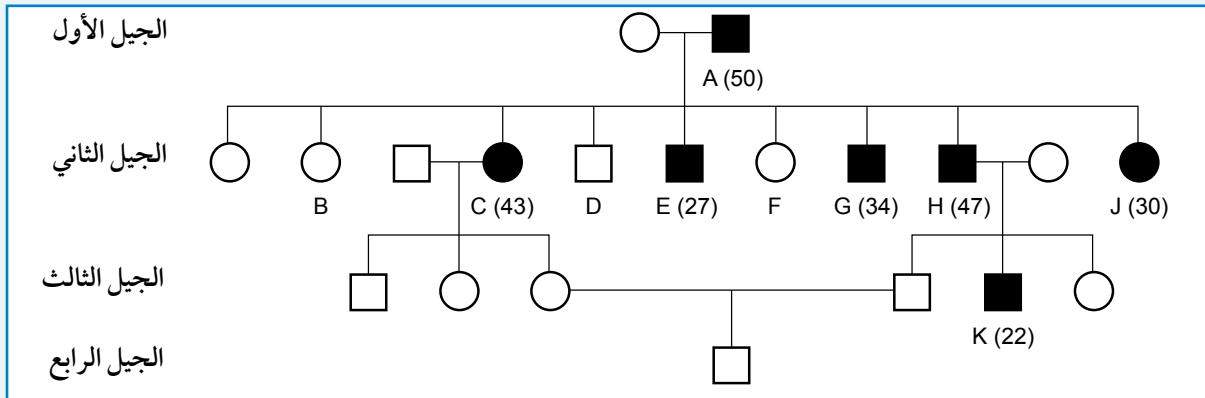 الجيل الأول
A (50)
الجيل الثاني
B
C (43)
D
E (27)
F
G (34)
H (47)
J (30)
الجيل الثالث
K (22)
الجيل الرابع